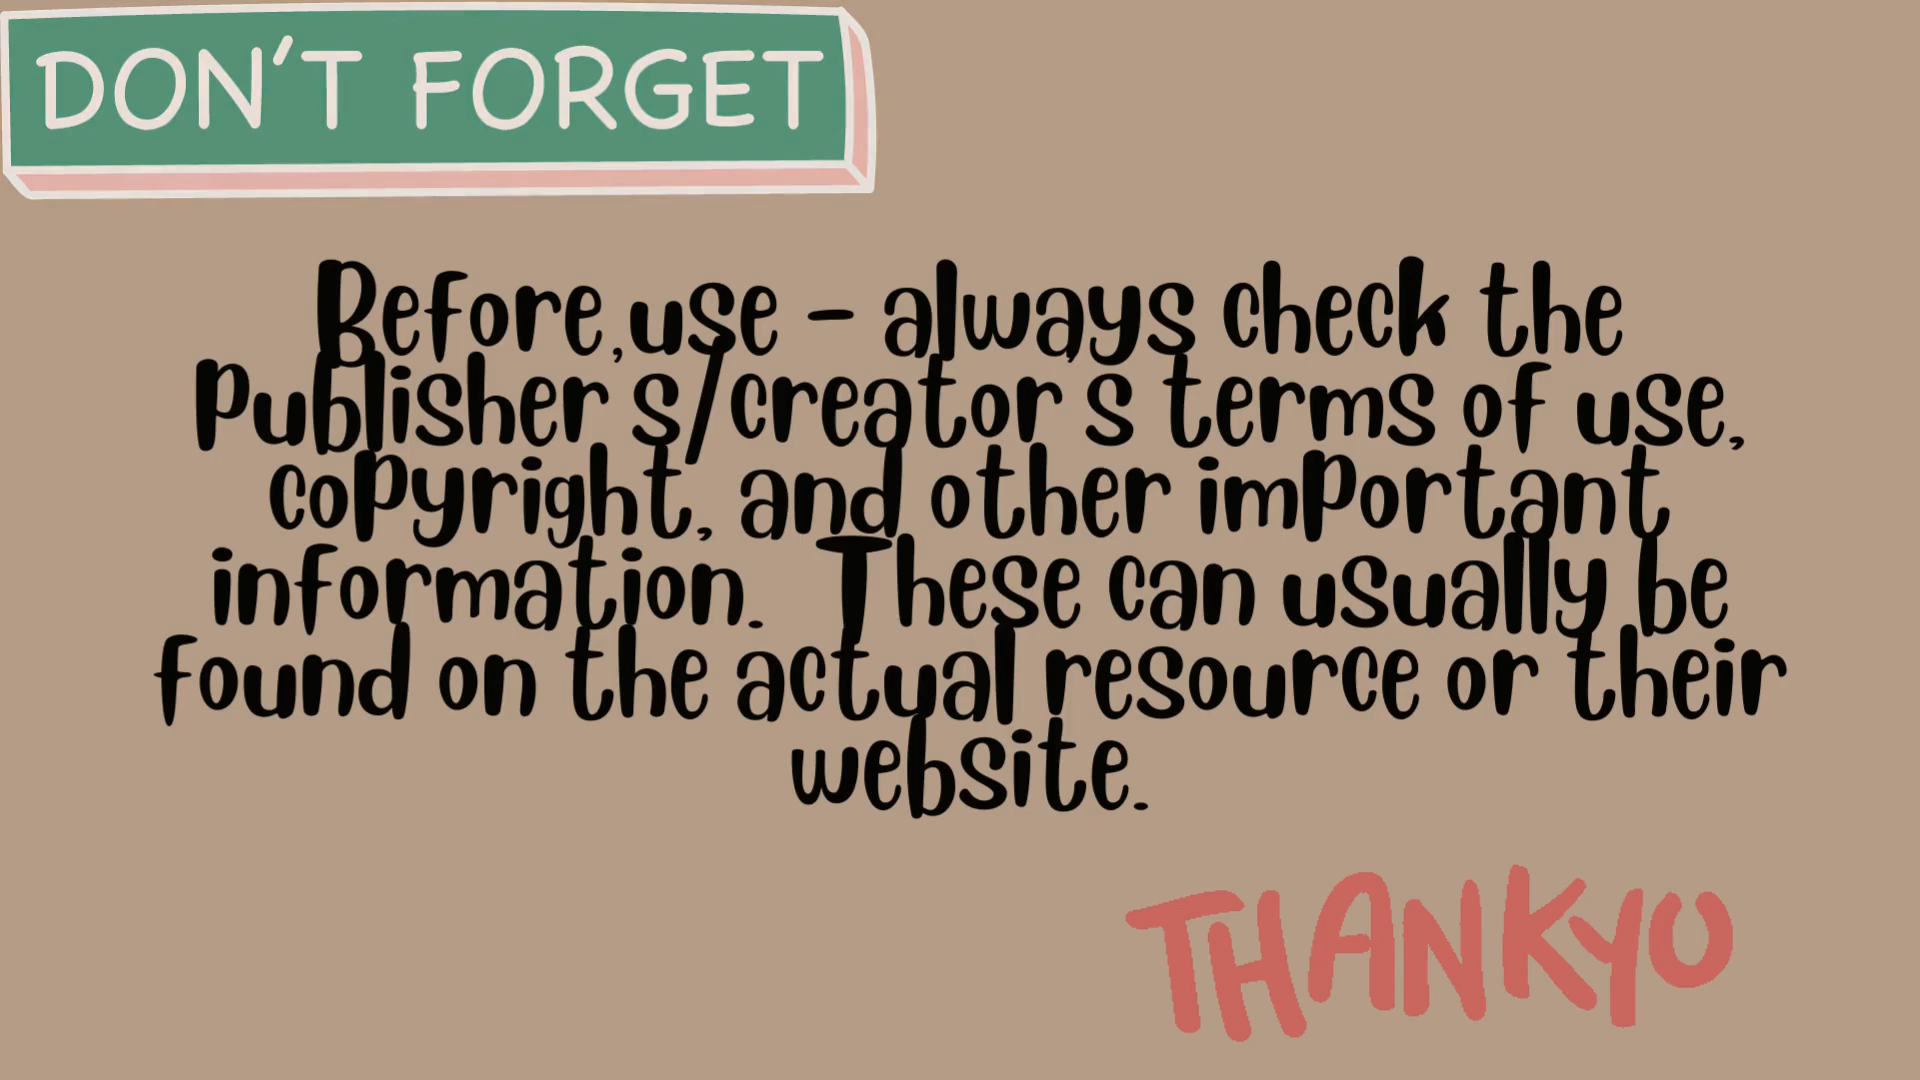 DON'T FORGET
Before use - always check the
Publisher's/creator's terms of use,
copyright, and other important
information. These can usually be
found on the actual resource or their
website.
THANKYO